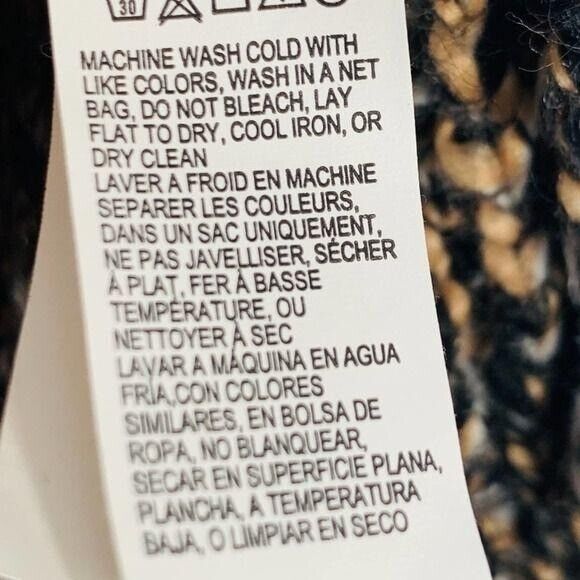 30
MACHINE WASH COLD WITH
LIKE COLORS, WASH IN A NET
BAG, DO NOT BLEACH, LAY
FLAT TO DRY, COOL IRON, OR
DRY CLEAN
LAVER A FROID EN MACHINE
SEPARER LES COULEURS,
DANS UN SAC UNIQUEMENT,
NE PAS JAVELLISER, SÉCHER
À PLAT, FER À BASSE
TEMPÉRATURE, OU
NETTOYER À SEC
LAVAR A MÁQUINA EN AGUA
FRÍA,CON COLORES
SIMILARES, EN BOLSA DE
ROPA, NO BLANQUEAR,
SECAR EN SUPERFICIE PLANA,
PLANCHA, A TEMPERATURA
BAJA, O LIMPIAR EN SECO